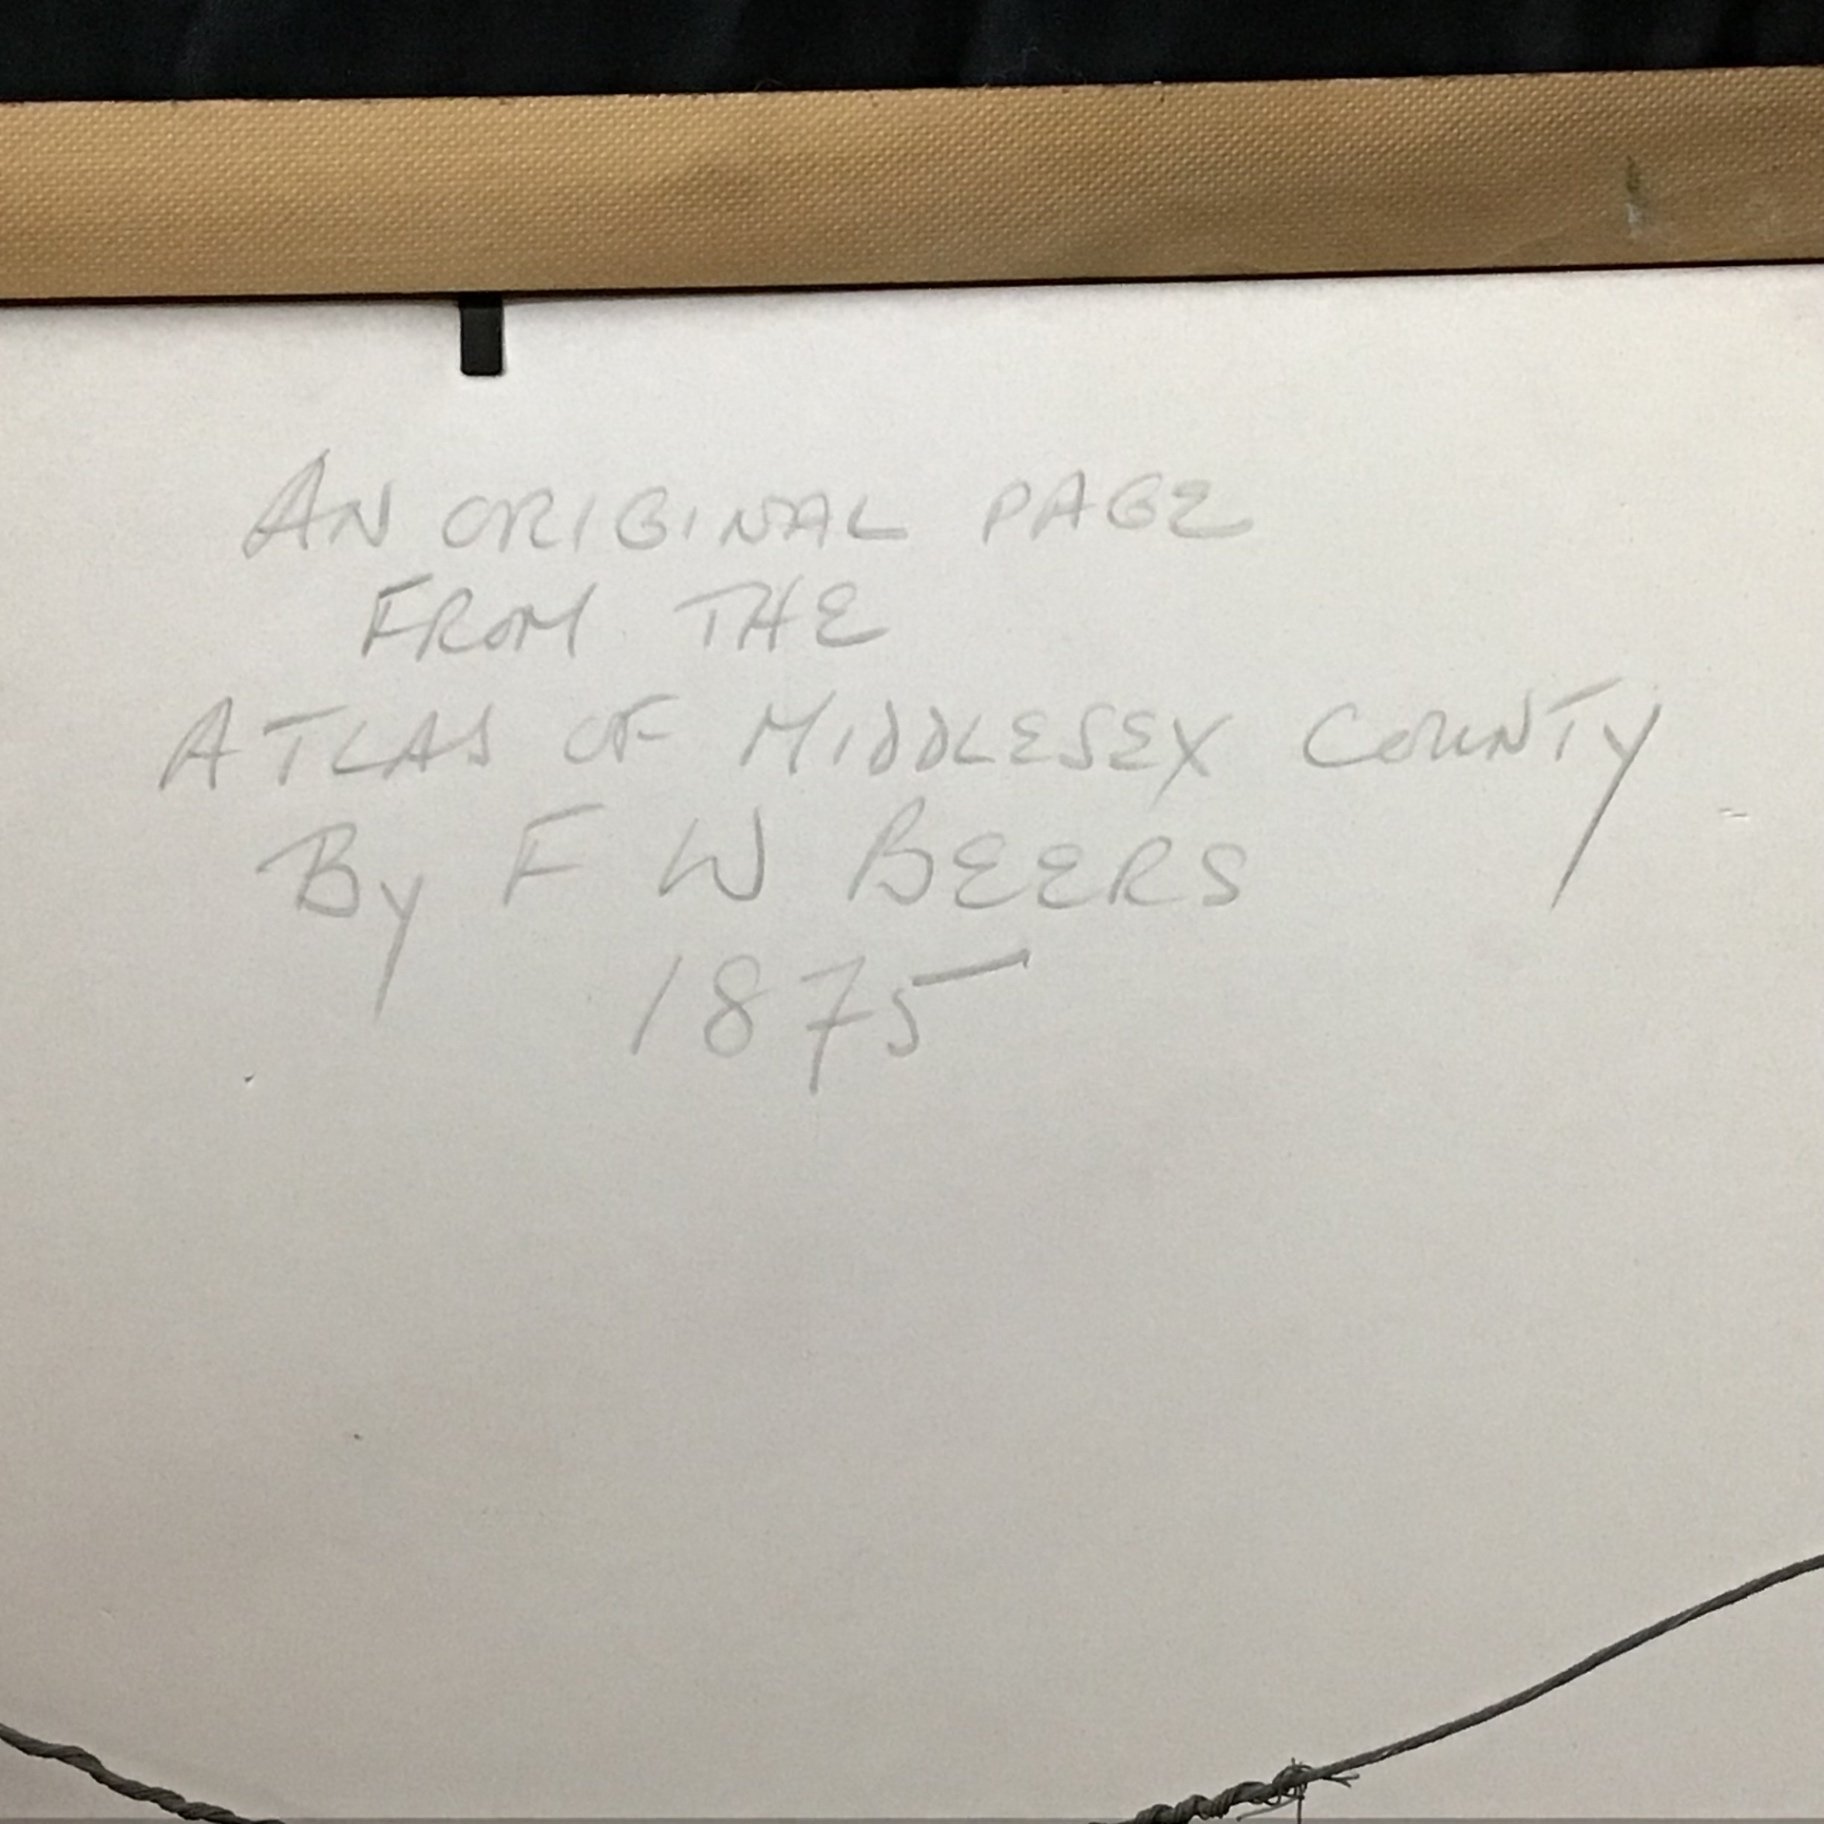 AN ORIGINAL PAGE
FROM THE
ATLAS OF MIDDLESEX COUNTY
By F W BEERS
1875